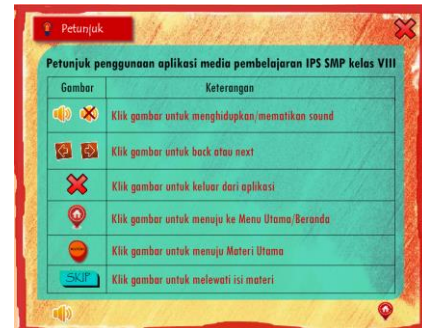 Petunjuk
Petunjuk penggunaan aplikasi media pembelajaran IPS SMP kelas VIII
Gambar Keterangan
Klik gambar untuk menghidupkan/mematikan sound
Klik gambar untuk back atau next
Klik gambar untuk keluar dari aplikasi
Klik gambar untuk menuju ke Menu Utama/Beranda
Klik gambar untuk menuju Materi Utama
SKIP Klik gambar untuk melewati isi materi